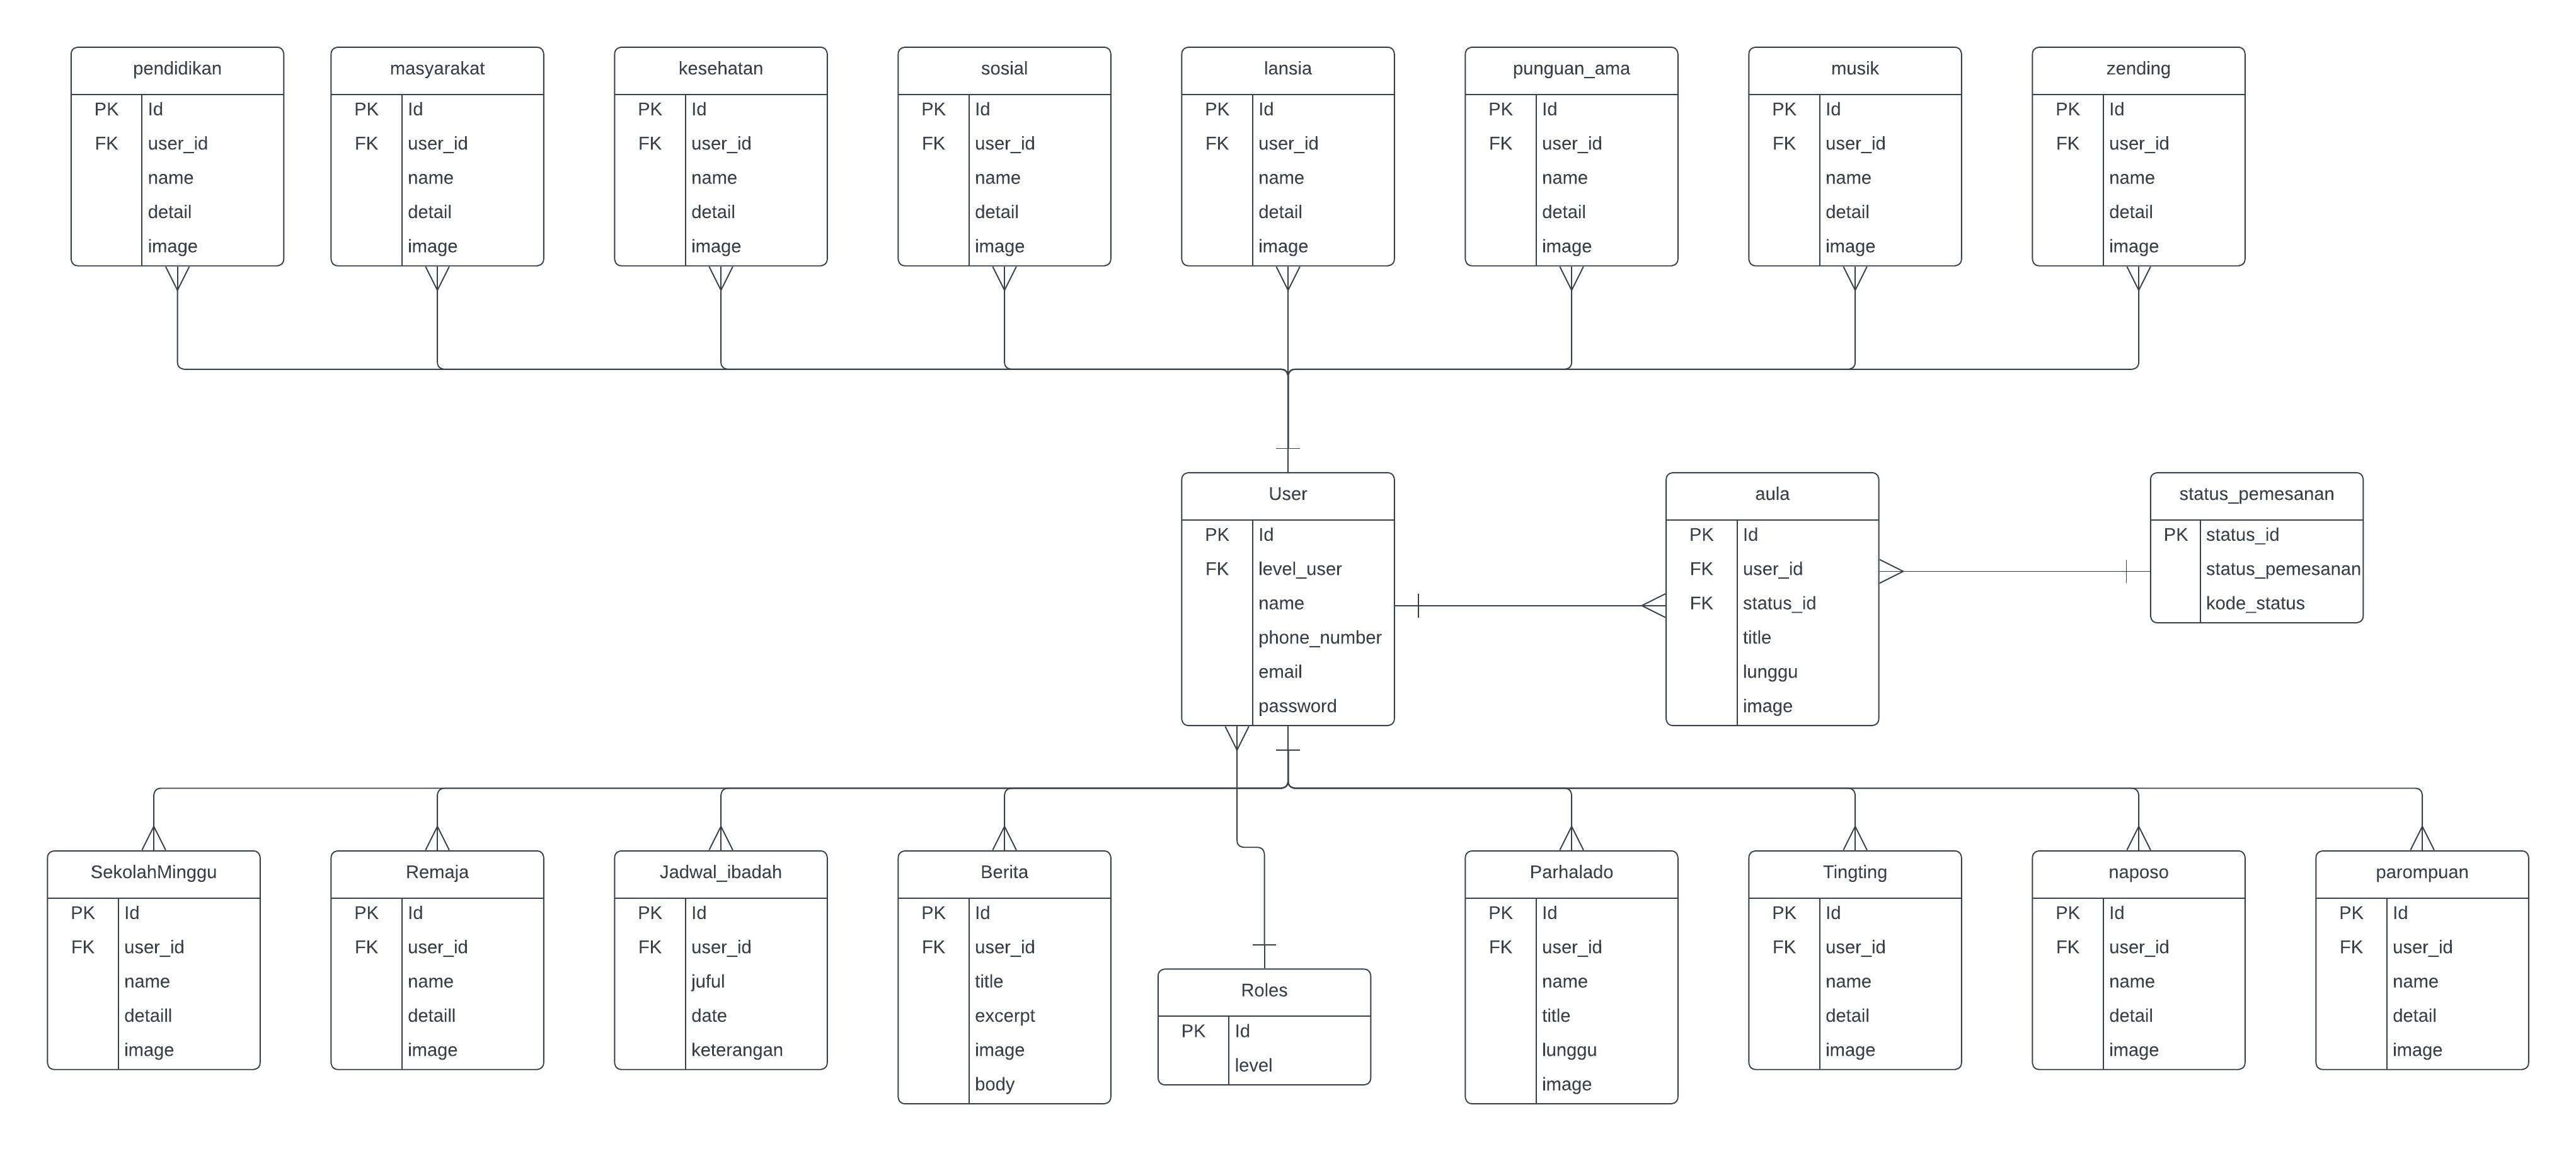 pendidikan
PK Id
FK user_id
name
detail
image
masyarakat
PK Id
FK user_id
name
detail
image
kesehatan
PK Id
FK user_id
name
detail
image
sosial
PK Id
FK user_id
name
detail
image
lansia
PK Id
FK user_id
name
detail
image
punguan_ama
PK Id
FK user_id
name
detail
image
musik
PK Id
FK user_id
name
detail
image
zending
PK Id
FK user_id
name
detail
image
User
PK Id
FK level_user
name
phone_number
email
password
aula
PK Id
FK user_id
FK status_id
title
lunggu
image
status_pemesanan
PK status_id
status_pemesanan
kode_status
SekolahMinggu
PK Id
FK user_id
name
detaill
image
Remaja
PK Id
FK user_id
name
detaill
image
Jadwal_ibadah
PK Id
FK user_id
juful
date
keterangan
Berita
PK Id
FK user_id
title
excerpt
image
body
Roles
PK Id
level
Parhalado
PK Id
FK user_id
name
title
lunggu
image
Tingting
PK Id
FK user_id
name
detail
image
naposo
PK Id
FK user_id
name
detail
image
parompuan
PK Id
FK user_id
name
detail
image